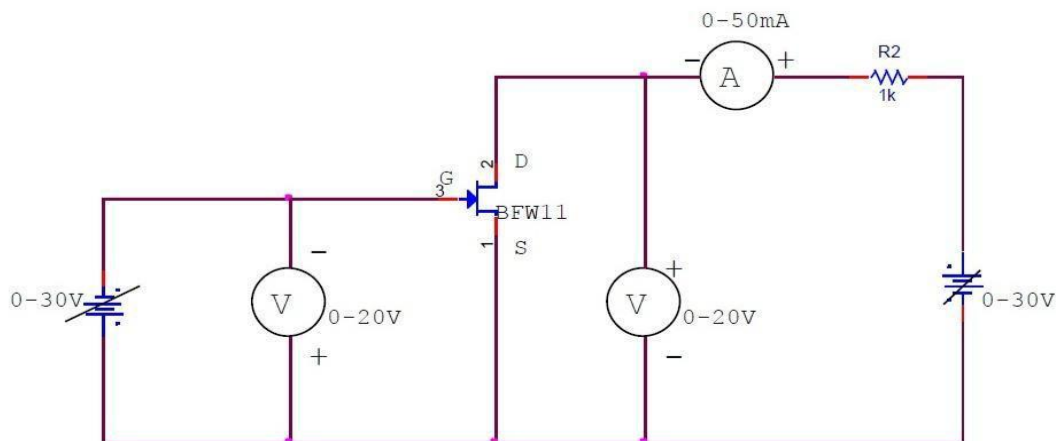 0-50mA
- A +
R2
1k
2 D
G
3
BFW11
1 S
-
V
0-20V
+
0-30V
+
V
0-20V
-
0-30V